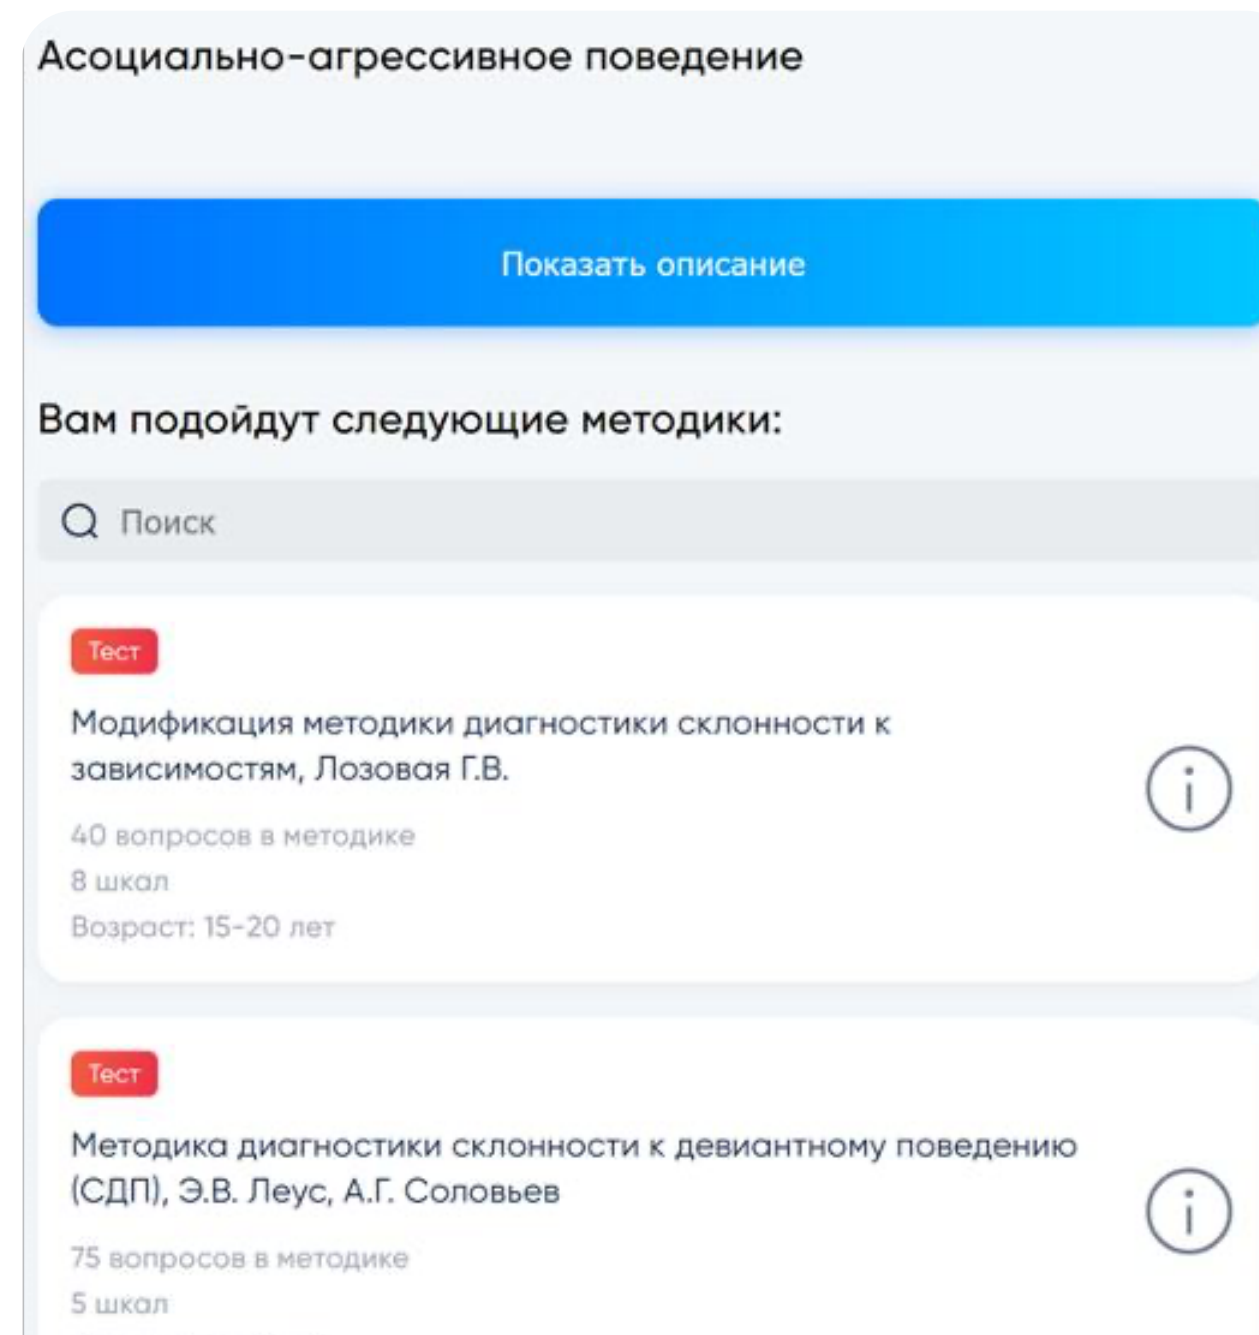 Асоциально-агрессивное поведение
Показать описание
Вам подойдут следующие методики:
Поиск
Тест
Модификация методики диагностики склонности к
зависимостям, Лозовая Г.В.
40 вопросов в методике
8 шкал
Возраст: 15-20 лет
Тест
Методика диагностики склонности к девиантному поведению
(СДП), Э.В. Леус, А.Г. Соловьев
75 вопросов в методике
5 шкал